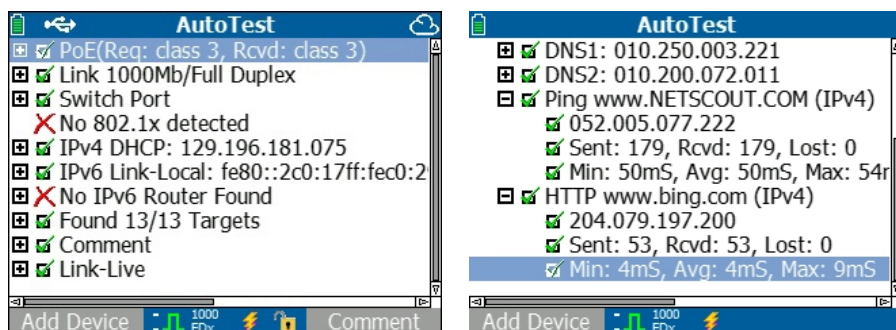 AutoTest
PoE(Req: class 3, Rcvd: class 3)
Link 1000Mb/Full Duplex
Switch Port
No 802.1x detected
IPv4 DHCP: 129.196.181.075
IPv6 Link-Local: fe80::2c0:17ff:fec0:2
No IPv6 Router Found
Found 13/13 Targets
Comment
Link-Live
Add Device
1000
FDx
Comment
AutoTest
DNS1: 010.250.003.221
DNS2: 010.200.072.011
Ping www.NETSCOUT.COM (IPv4)
052.005.077.222
Sent: 179, Rcvd: 179, Lost: 0
Min: 50mS, Avg: 50mS, Max: 54
HTTP www.bing.com (IPv4)
204.079.197.200
Sent: 53, Rcvd: 53, Lost: 0
Min: 4mS, Avg: 4mS, Max: 9mS
Add Device
1000
FDx